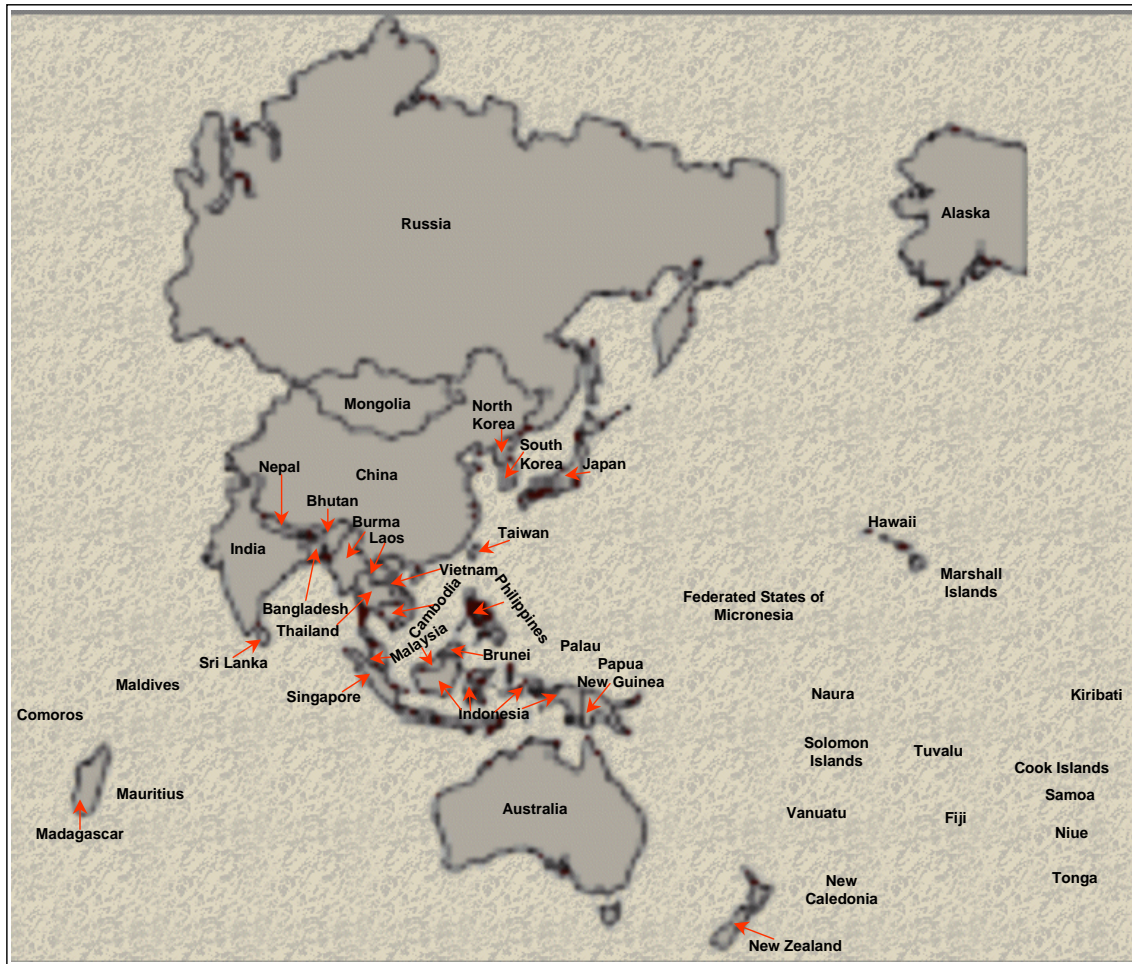 Russia
Alaska
Mongolia
North
Korea
South
Korea
Japan
Nepal
China
Bhutan
Burma
Laos
India
Taiwan
Hawaii
Vietnam
Marshall
Islands
Bangladesh
Thailand
Cambodia
Philippines
Federated States of
Micronesia
Malaysia
Brunei
Palau
Sri Lanka
Papua
New Guinea
Maldives
Singapore
Naura
Kiribati
Comoros
Indonesia
Solomon
Islands
Tuvalu
Cook Islands
Mauritius
Samoa
Australia
Vanuatu
Fiji
Madagascar
Niue
New
Caledonia
Tonga
New Zealand